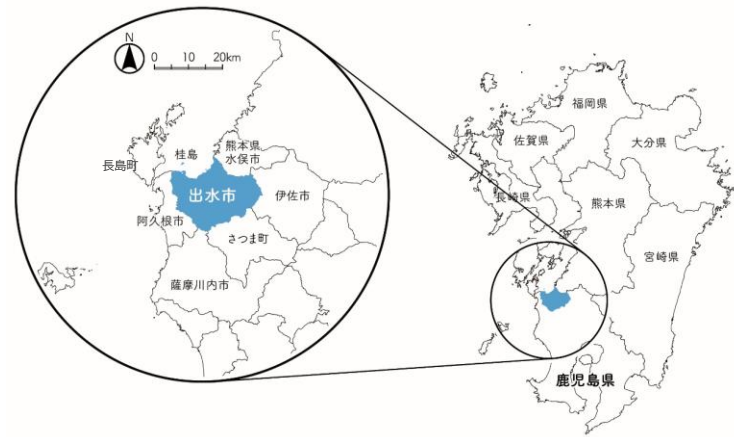 N
0 10 20km
熊本県
水俣市
桂島
長島町
出水市
伊佐市
阿久根市
さつま町
薩摩川内市
福岡県
佐賀県
大分県
長崎県
熊本県
宮崎県
鹿児島県